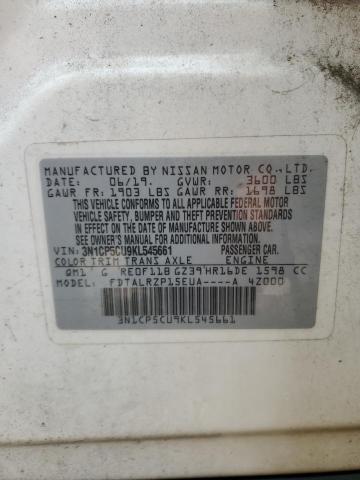 MANUFACTURED BY NISSAN MOTOR CO., LTD.
DATE: 06/19. GVWR: 3600 LBS
GAWR FR: 1903 LBS GAWR RR: 1698 LBS
THIS VEHICLE CONFORMS TO ALL APPLICABLE FEDERAL MOTOR
VEHICLE SAFETY, BUMPER AND THEFT PREVENTION STANDARDS
IN EFFECT ON THE DATE OF MANUFACTURE SHOWN ABOVE.
See OWNERS MANUAL For Additional Information
VIN: 3N1CP5CU9KL545661 PASSENGER CAR.
COLOR TRIM TRANS AXLE ENGINE
QM1 G RE0F11B GZ39 HR16DE 1598 CC
MODEL: FDTALRZP15EUA----A 4Z000
3N1CP5CU9KL545661